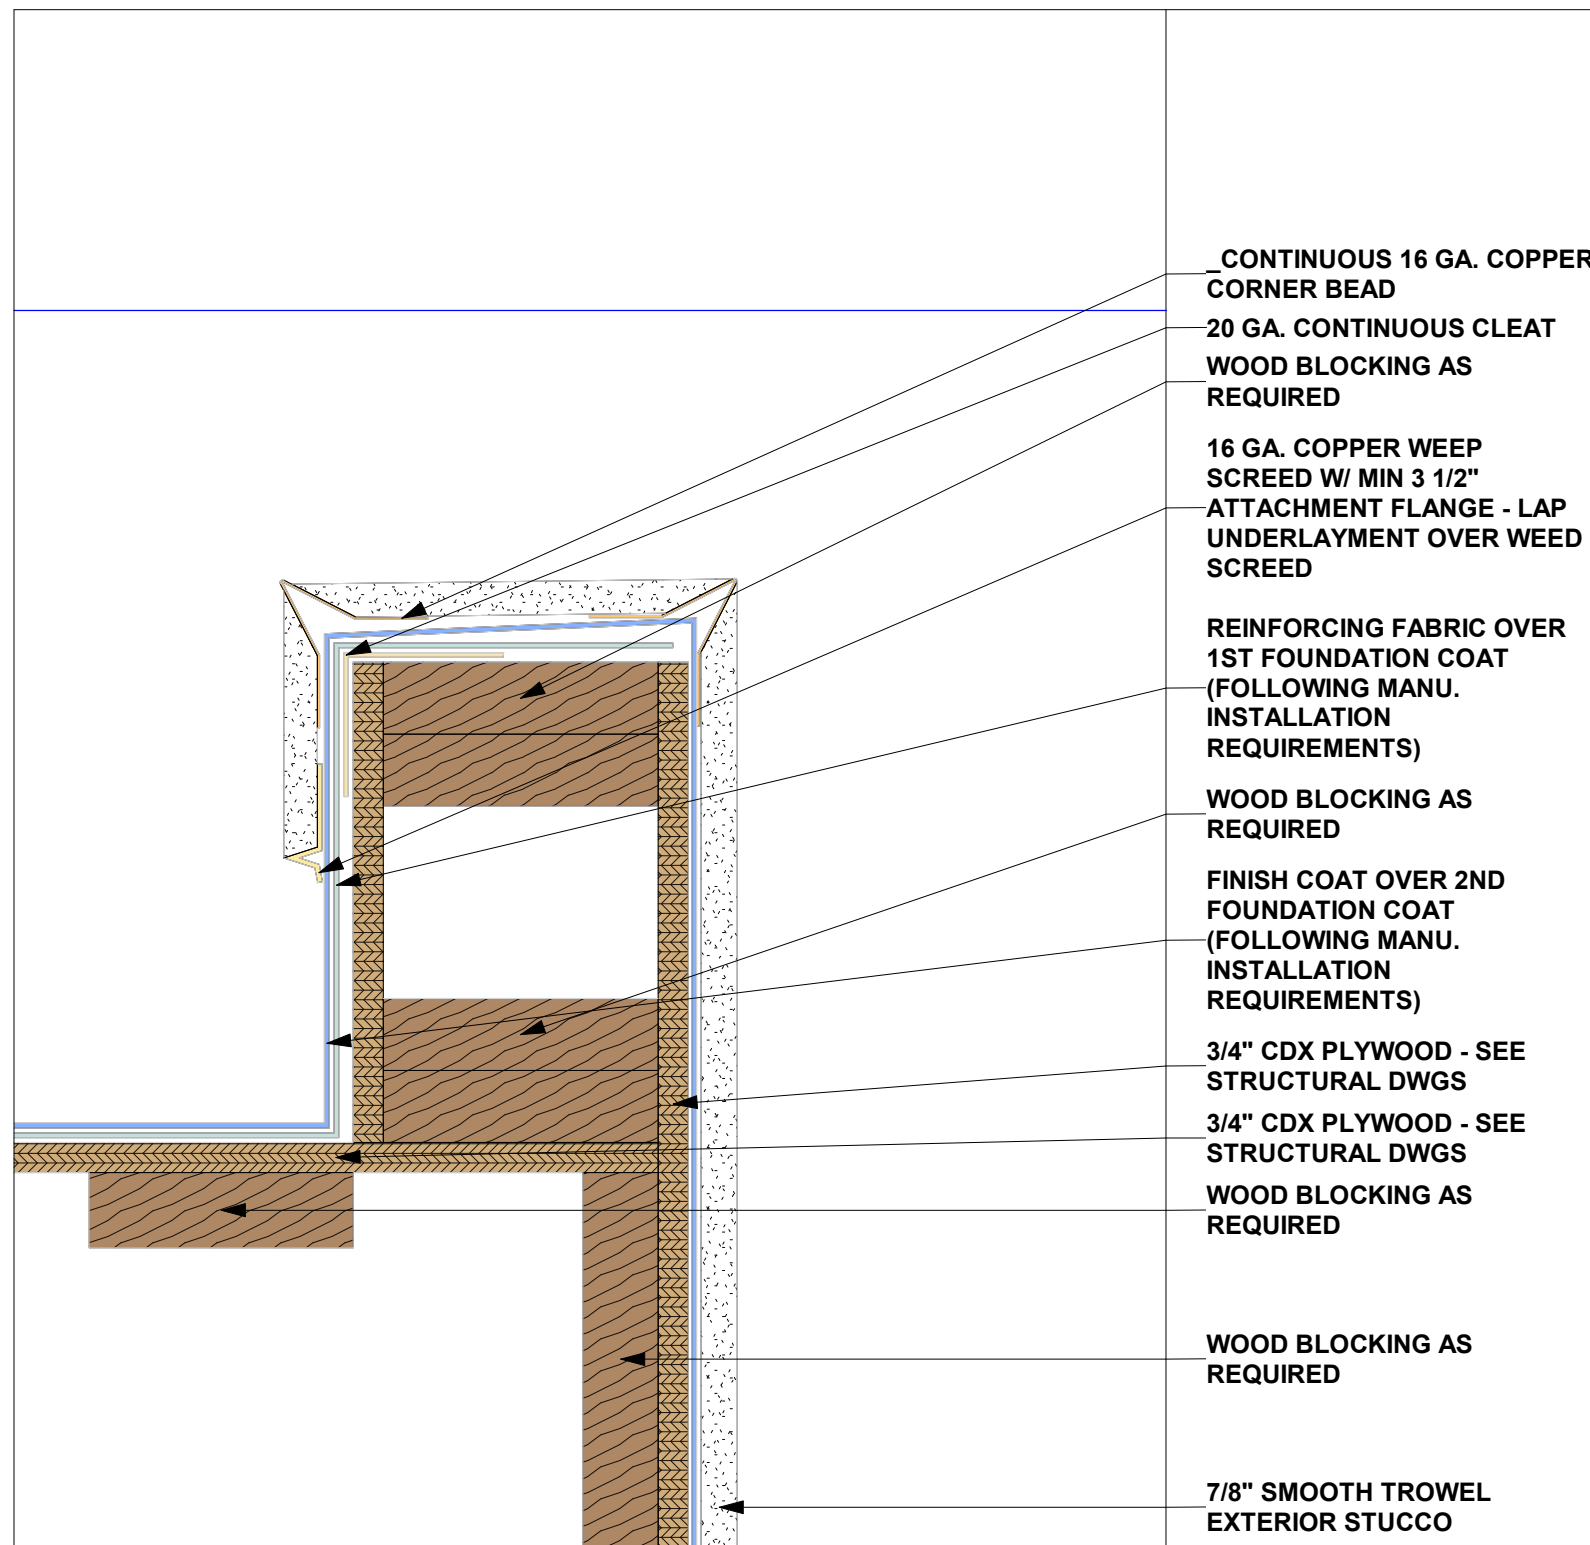 _CONTINUOUS 16 GA. COPPER
CORNER BEAD
20 GA. CONTINUOUS CLEAT
WOOD BLOCKING AS
REQUIRED
16 GA. COPPER WEEP
SCREED W/ MIN 3 1/2"
ATTACHMENT FLANGE - LAP
UNDERLAYMENT OVER WEED
SCREED
REINFORCING FABRIC OVER
1ST FOUNDATION COAT
(FOLLOWING MANU.
INSTALLATION
REQUIREMENTS)
WOOD BLOCKING AS
REQUIRED
FINISH COAT OVER 2ND
FOUNDATION COAT
(FOLLOWING MANU.
INSTALLATION
REQUIREMENTS)
3/4" CDX PLYWOOD - SEE
STRUCTURAL DWGS
3/4" CDX PLYWOOD - SEE
STRUCTURAL DWGS
WOOD BLOCKING AS
REQUIRED
WOOD BLOCKING AS
REQUIRED
7/8" SMOOTH TROWEL
EXTERIOR STUCCO